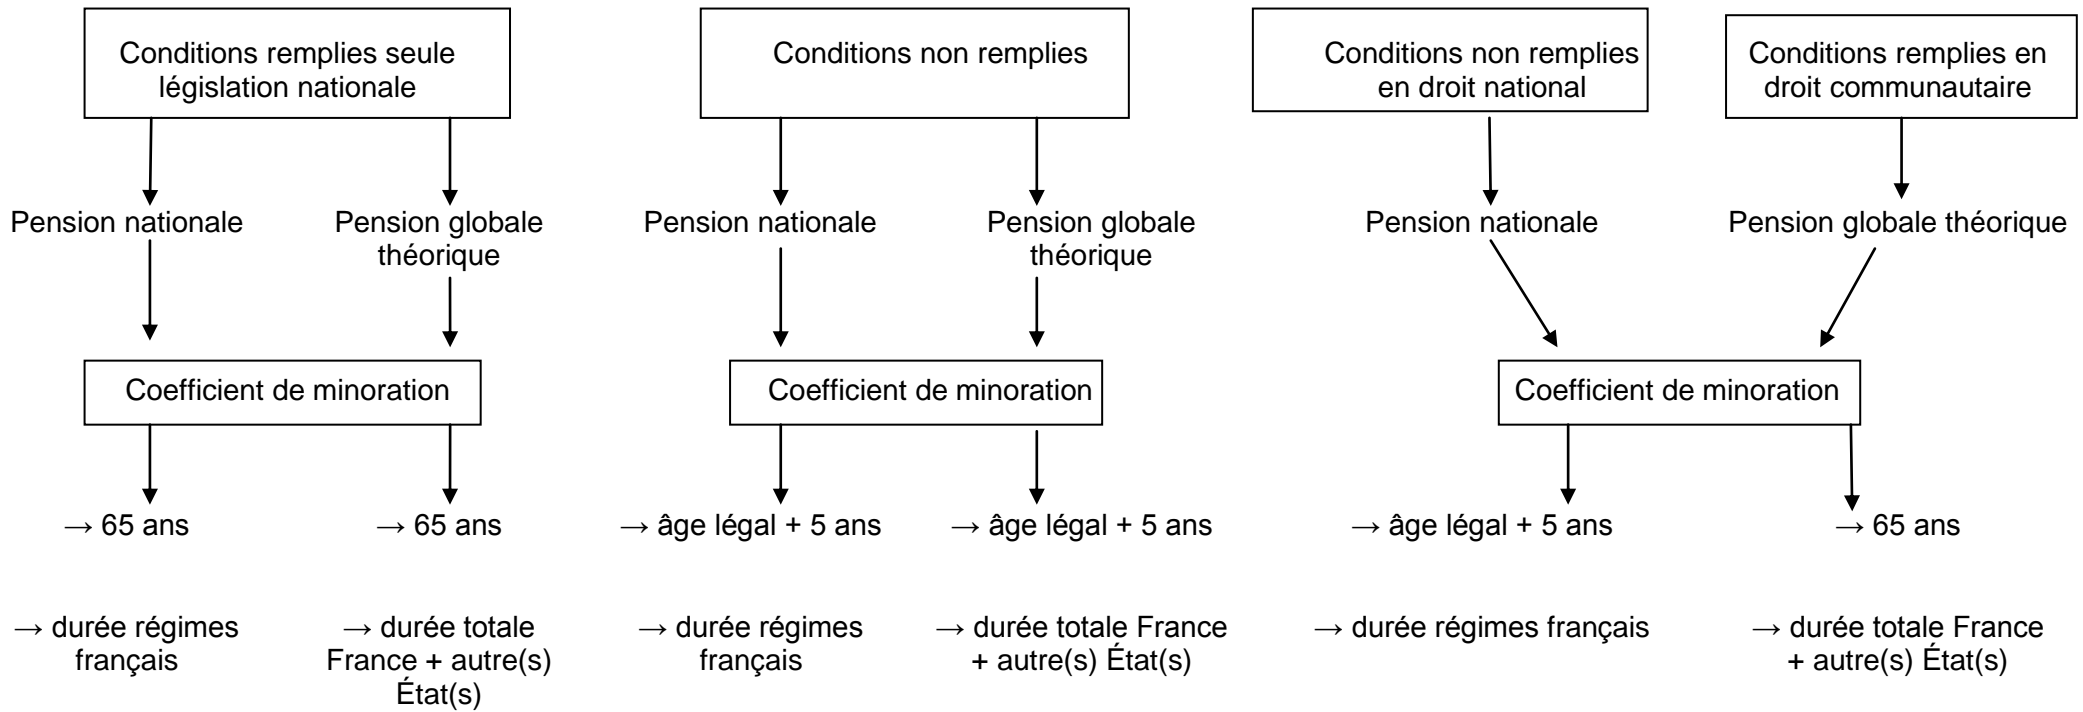 Conditions remplies seule
législation nationale
Pension nationale
Pension globale
théorique
Coefficient de minoration
→ 65 ans
→ 65 ans
→ durée régimes
français
→ durée totale
France + autre(s)
État(s)
Conditions non remplies
Pension nationale
Pension globale
théorique
Coefficient de minoration
→ âge légal + 5 ans
→ âge légal + 5 ans
→ durée régimes
français
→ durée totale France
+ autre(s) État(s)
Conditions non remplies
en droit national
Conditions remplies en
droit communautaire
Pension nationale
Pension globale théorique
Coefficient de minoration
→ âge légal + 5 ans
→ 65 ans
→ durée régimes français
→ durée totale France
+ autre(s) État(s)